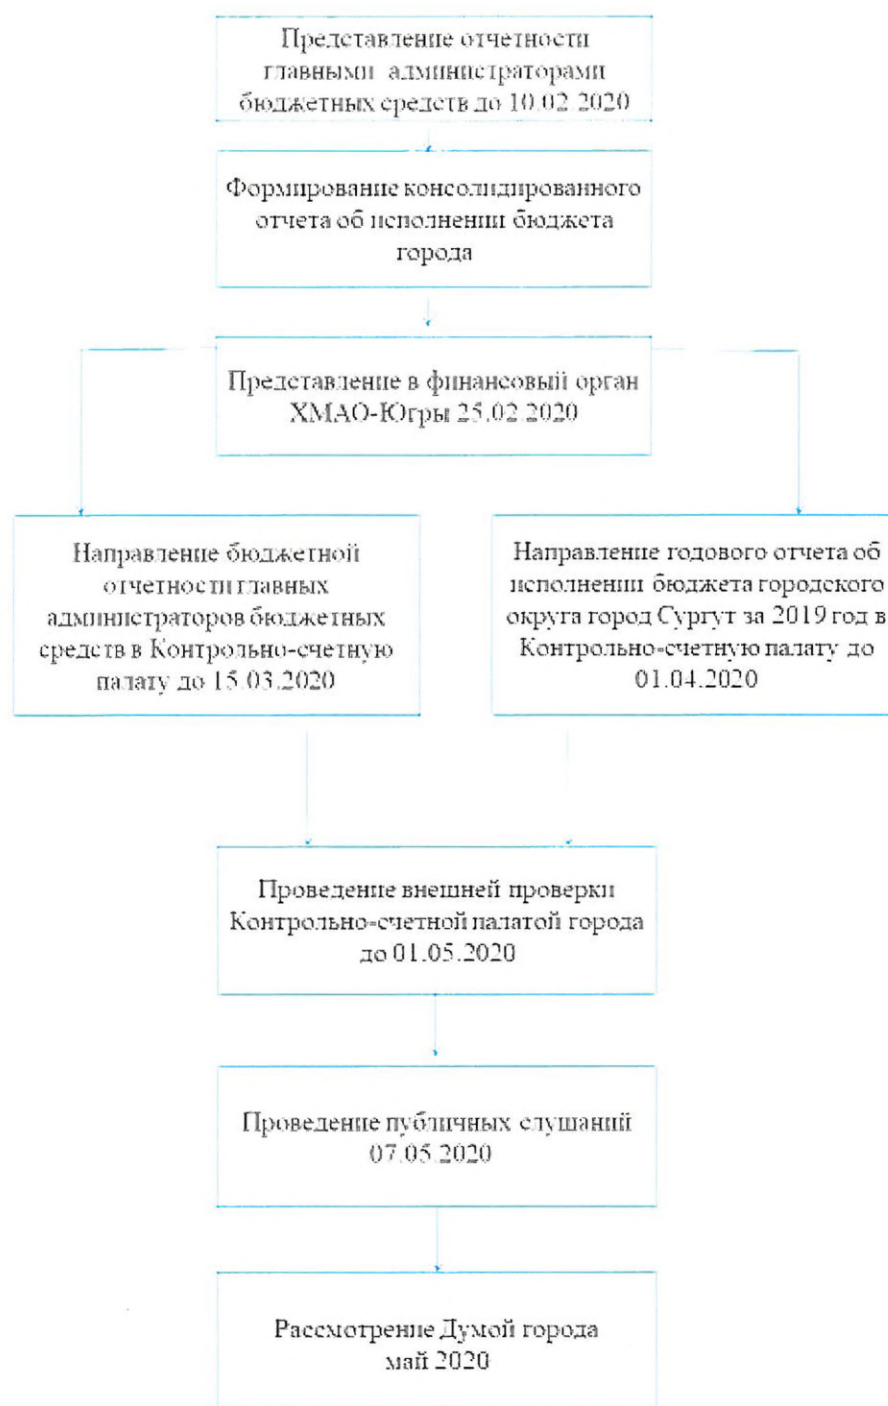 Представление отчетности
главными администраторами
бюджетных средств до 10.02 2020
Формирование консолидированного
отчета об исполнении бюджета
города
Представление в финансовый орган
ХМАО-Югры 25.02 2020
Направление бюджетной
отчетности главных
администраторов бюджетных
средств в Контрольно-счетную
палату до 15.03.2020
Направление годового отчета об
исполнении бюджета городского
округа город Сургут за 2019 год в
Контрольно-счетную палату до
01.04.2020
Проведение внешней проверки
Контрольно-счетной палатой города
до 01.05.2020
Проведение публичных слушаний
07.05.2020
Рассмотрение Думой города
май 2020